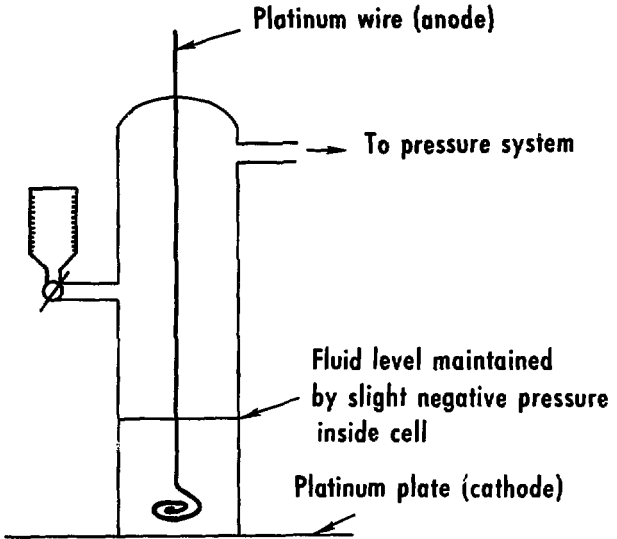 Platinum wire (anode)
To pressure system
Fluid level maintained
by slight negative pressure
inside cell
Platinum plate (cathode)